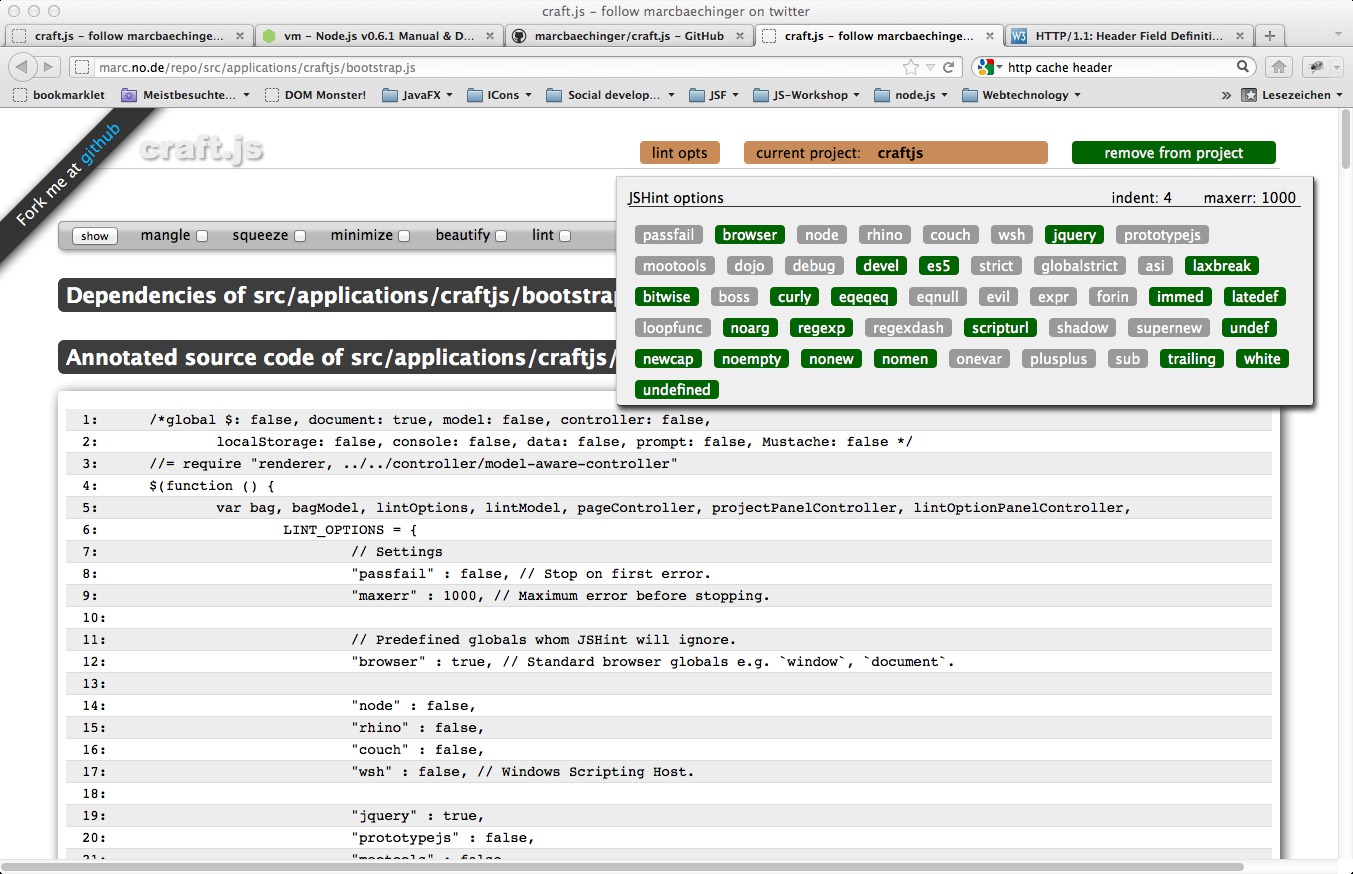 craft.js – follow marcbaechinger on twitter
craft.js – follow marcbaechinge... × vm – Node.js v0.6.1 Manual & D... × marcbaechinger/craft.js – GitHub × craft.js – follow marcbaechinge... × W3 HTTP/1.1: Header Field Definiti... × +
marc.no.de/repo/src/applications/craftjs/bootstrap.js http cache header
bookmarklet Meistbesuchte... DOM Monster! JavaFX ICons Social develop... JSF JS-Workshop node.js Webtechnology » Lesezeichen
Fork me at github
craft.js
lint opts current project: craftjs remove from project
JSHint options indent: 4 maxerr: 1000
show mangle squeeze minimize beautify lint
passfail browser node rhino couch wsh jquery prototypejs
mootools dojo debug devel es5 strict globalstrict asi laxbreak
bitwise boss curly eqeqeq eqnull evil expr forin immed latedef
loopfunc noarg regexp regexdash scripturl shadow supernew undef
newcap noempty nonew nomen onevar plusplus sub trailing white
undefined
Dependencies of src/applications/craftjs/bootstrap
Annotated source code of src/applications/craftjs/
1: /*global $: false, document: true, model: false, controller: false,
2: localStorage: false, console: false, data: false, prompt: false, Mustache: false */
3: //= require "renderer, ../../controller/model-aware-controller"
4: $(function () {
5: var bag, bagModel, lintOptions, lintModel, pageController, projectPanelController, lintOptionPanelController,
6: LINT_OPTIONS = {
7: // Settings
8: "passfail" : false, // Stop on first error.
9: "maxerr" : 1000, // Maximum error before stopping.
10:
11: // Predefined globals whom JSHint will ignore.
12: "browser" : true, // Standard browser globals e.g. `window`, `document`.
13:
14: "node" : false,
15: "rhino" : false,
16: "couch" : false,
17: "wsh" : false, // Windows Scripting Host.
18:
19: "jquery" : true,
20: "prototypejs" : false,
21: "mootools" : false,